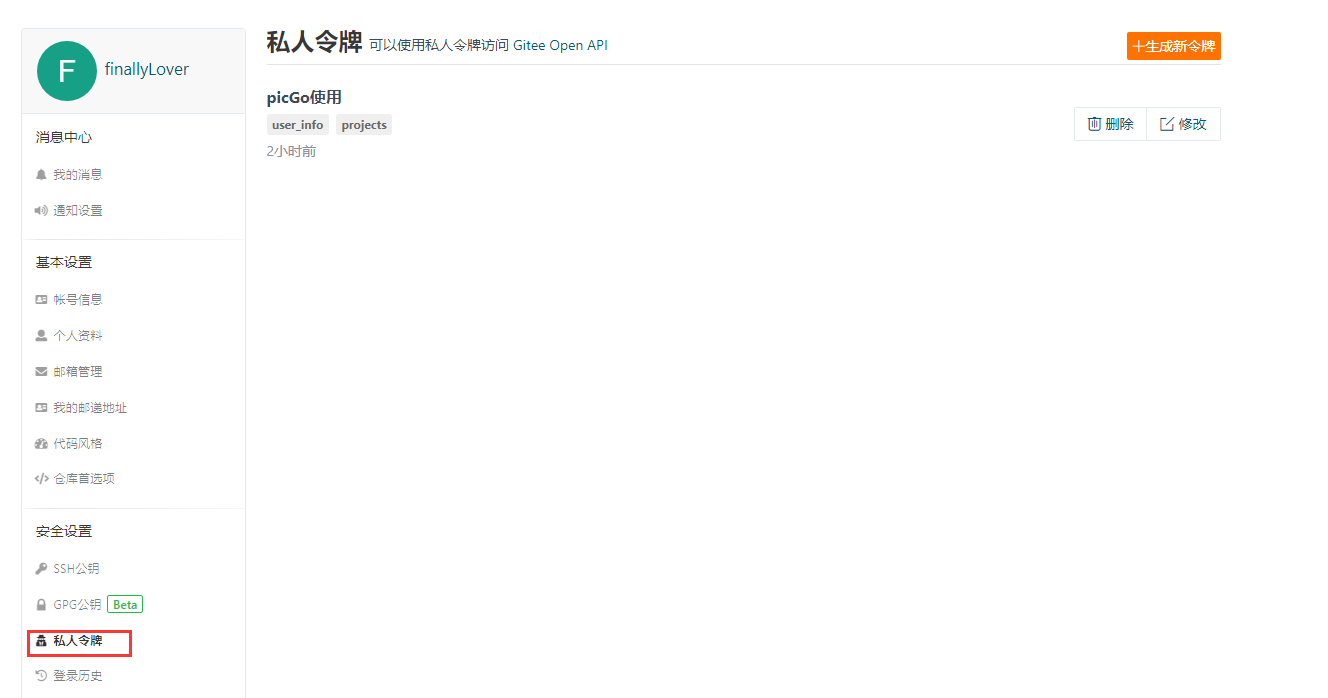 F
finallyLover
消息中心
我的消息
通知设置
基本设置
帐号信息
个人资料
邮箱管理
我的邮递地址
代码风格
仓库首选项
安全设置
SSH公钥
GPG公钥 Beta
私人令牌
登录历史
私人令牌 可以使用私人令牌访问 Gitee Open API
+生成新令牌
picGo使用
user_info projects
2小时前
删除 修改